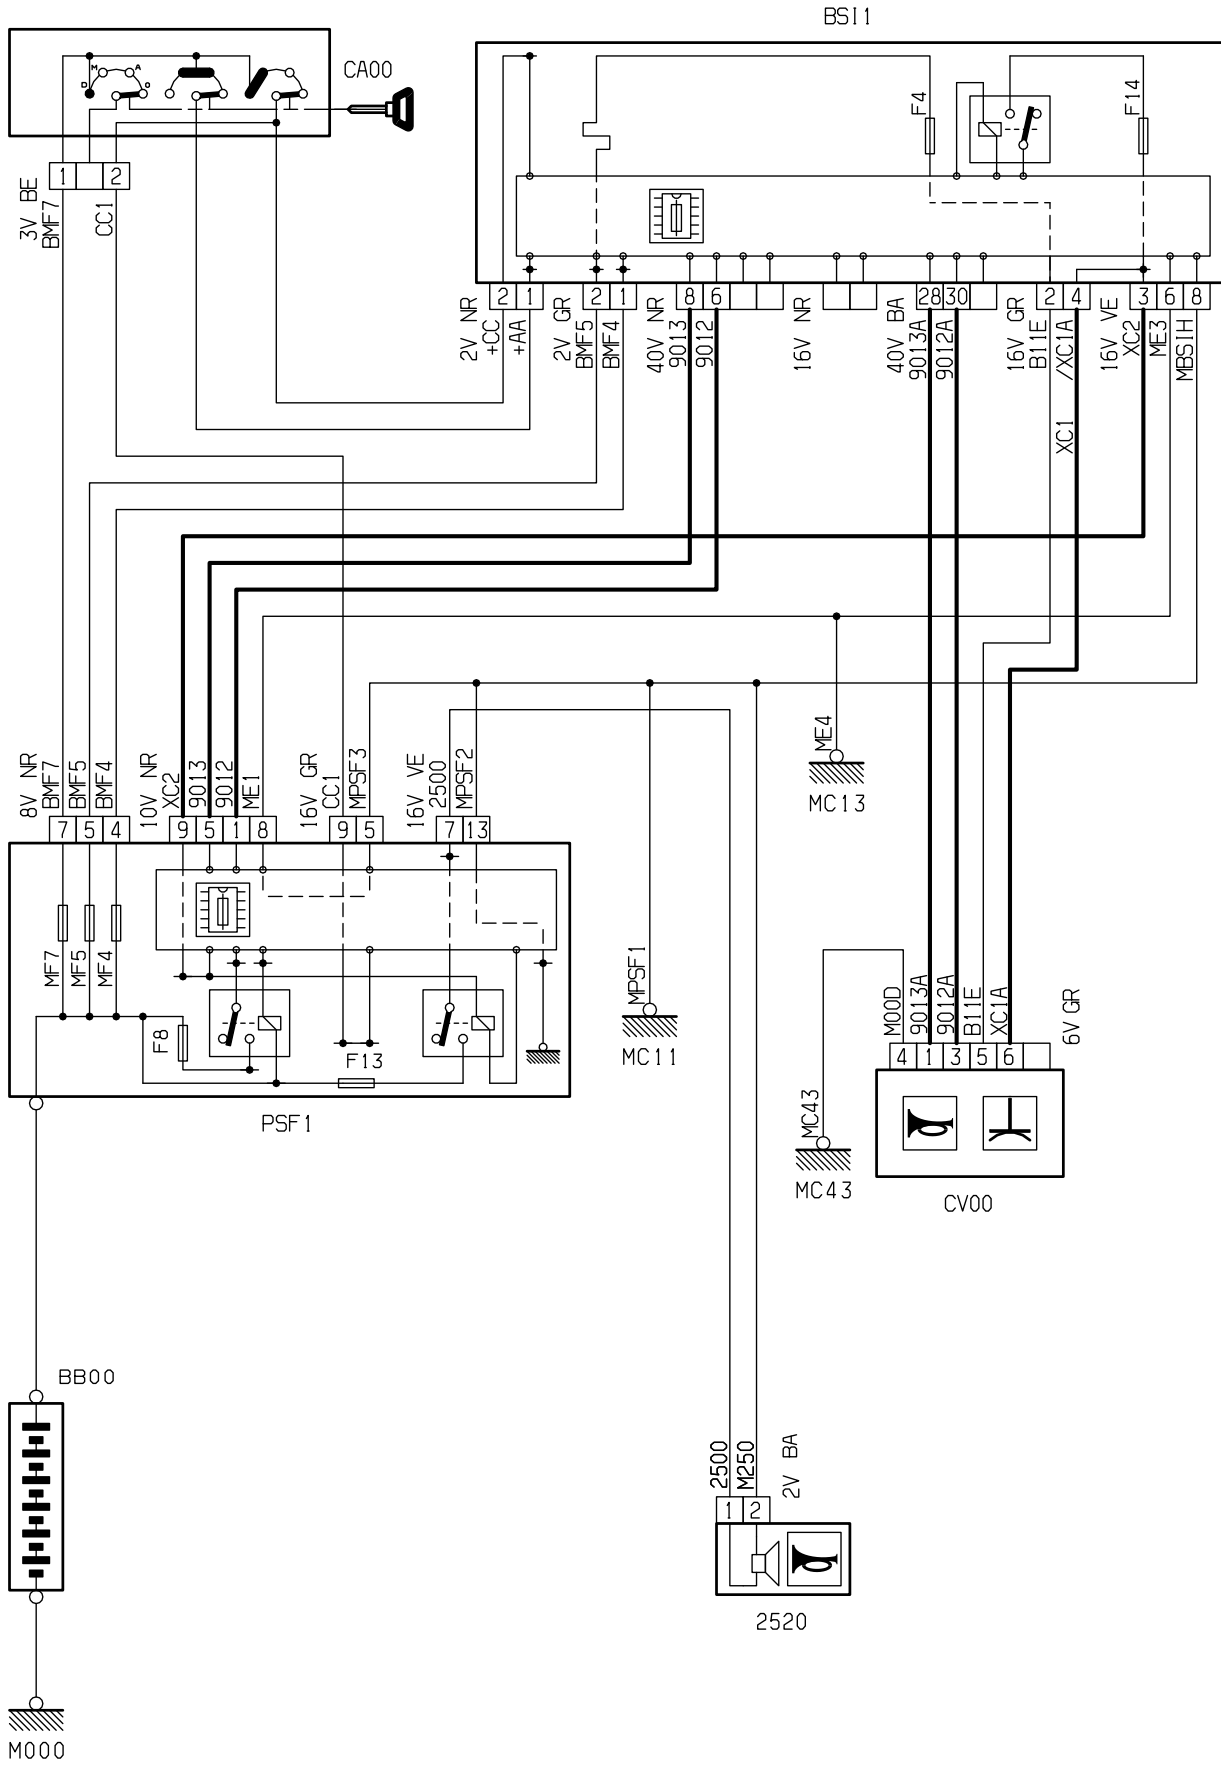 BSI1
CA00
M A
D C
F4
F14
1 2
3V BE
BMF7
CC1
2 1 2 1 8 6 28 30 2 4 3 6 8
2V NR
+CC
+AA
2V GR
BMF5
BMF4
40V NR
9013
9012
16V NR
40V BA
9013A
9012A
16V GR
B11E
/XC1A
XC1
16V VE
XC2
ME3
MBSIH
ME4
MC13
8V NR
BMF7
BMF5
BMF4
10V NR
XC2
9013
9012
ME1
16V GR
CC1
MPSF3
16V VE
2500
MPSF2
7 5 4 9 5 1 8 9 5 7 13
MF7
MF5
MF4
F8
F13
PSF1
MPSF1
MC11
M00D
9013A
9012A
B11E
XC1A
6V GR
4 1 3 5 6
MC43
MC43
CV00
BB00
2500
M250
2V BA
1 2
2520
M000